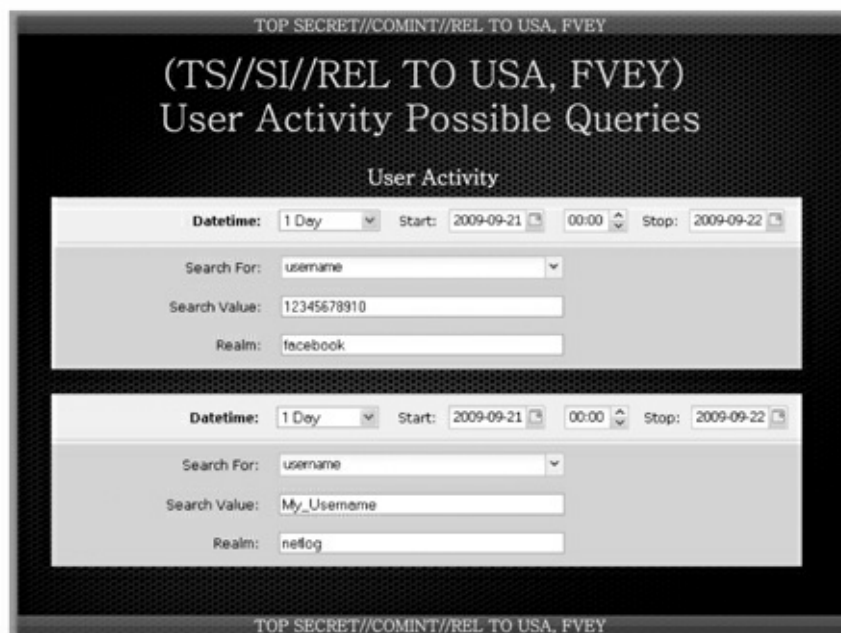 TOP SECRET//COMINT//REL TO USA, FVEY
(TS//SI//REL TO USA, FVEY)
User Activity Possible Queries
User Activity
Datetime: 1 Day Start: 2009-09-21 00:00 Stop: 2009-09-22
Search For: username
Search Value: 12345678910
Realm: facebook
Datetime: 1 Day Start: 2009-09-21 00:00 Stop: 2009-09-22
Search For: username
Search Value: My_Username
Realm: netlog
TOP SECRET//COMINT//REL TO USA, FVEY